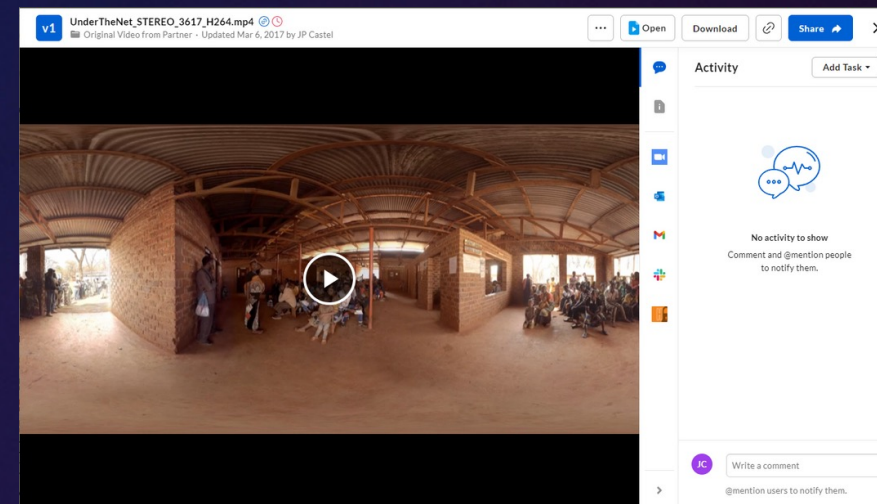 v1
UnderTheNet_STEREO_3617_H264.mp4
Original Video from Partner · Updated Mar 6, 2017 by JP Castel
Open
Download
Share
Activity
Add Task
No activity to show
Comment and @mention people
to notify them.
JC
Write a comment
@mention users to notify them.